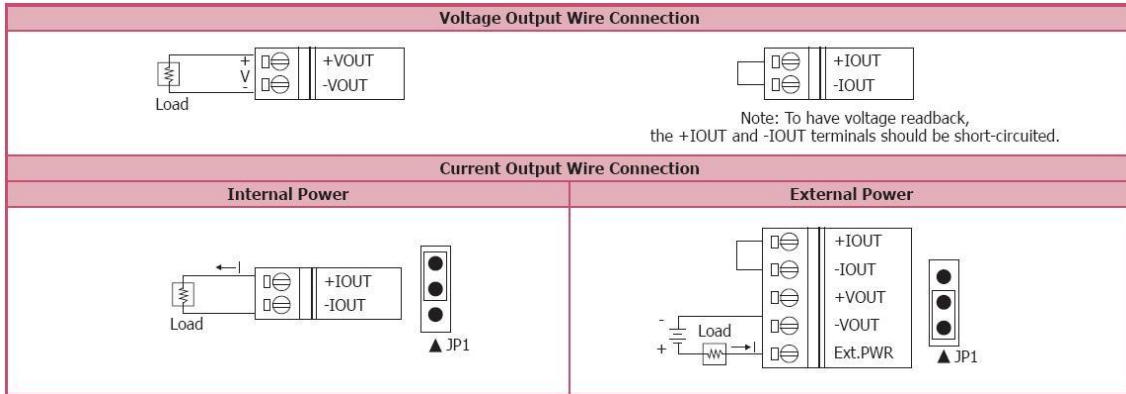 Voltage Output Wire Connection
+
V
-
Load
+VOUT
-VOUT
+IOUT
-IOUT
Note: To have voltage readback,
the +IOUT and -IOUT terminals should be short-circuited.
Current Output Wire Connection
Internal Power
External Power
I
Load
+IOUT
-IOUT
▲ JP1
+IOUT
-IOUT
+VOUT
-VOUT
Ext.PWR
-
+
Load
I
▲ JP1